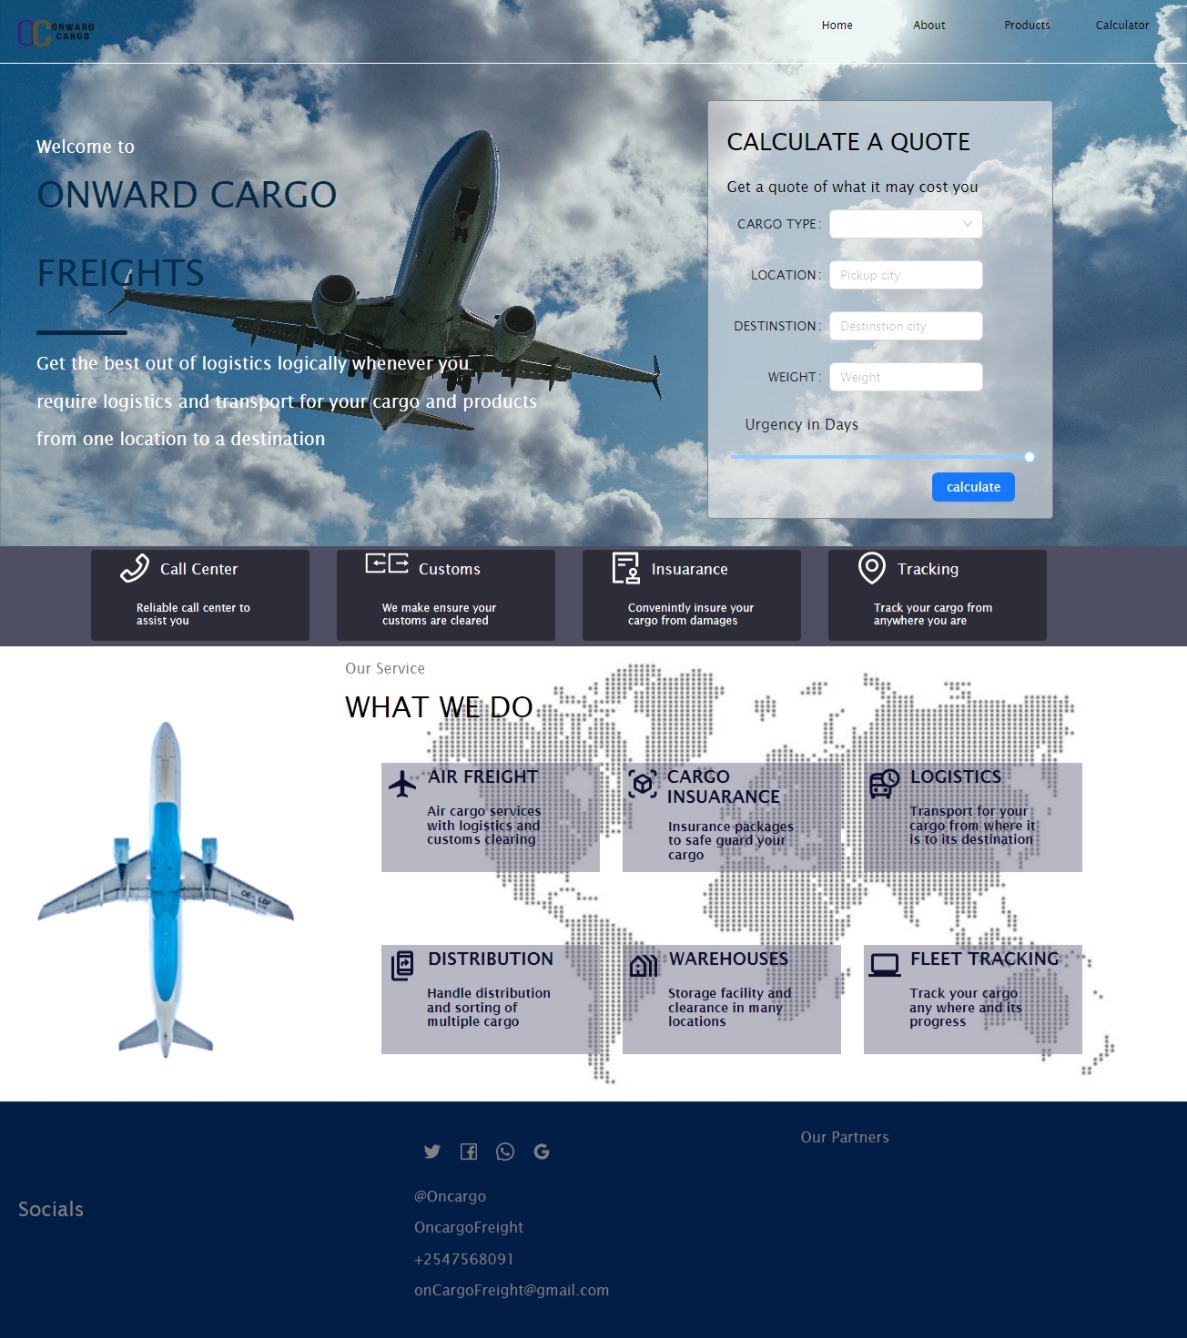 ONWARD
CARGO
Home
About
Products
Calculator
Welcome to
ONWARD CARGO
FREIGHTS
Get the best out of logistics logically whenever you
require logistics and transport for your cargo and products
from one location to a destination
CALCULATE A QUOTE
Get a quote of what it may cost you
CARGO TYPE :
LOCATION : Pickup city
DESTINSTION : Destinstion city
WEIGHT : Weight
Urgency in Days
calculate
Call Center
Reliable call center to
assist you
Customs
We make ensure your
customs are cleared
Insuarance
Convenintly insure your
cargo from damages
Tracking
Track your cargo from
anywhere you are
Our Service
WHAT WE DO
AIR FREIGHT
Air cargo services
with logistics and
customs clearing
CARGO
INSUARANCE
Insurance packages
to safe guard your
cargo
LOGISTICS
Transport for your
cargo from where it
is to its destination
DISTRIBUTION
Handle distribution
and sorting of
multiple cargo
WAREHOUSES
Storage facility and
clearance in many
locations
FLEET TRACKING
Track your cargo
any where and its
progress
OE-LBF
Socials
@Oncargo
OncargoFreight
+2547568091
onCargoFreight@gmail.com
Our Partners